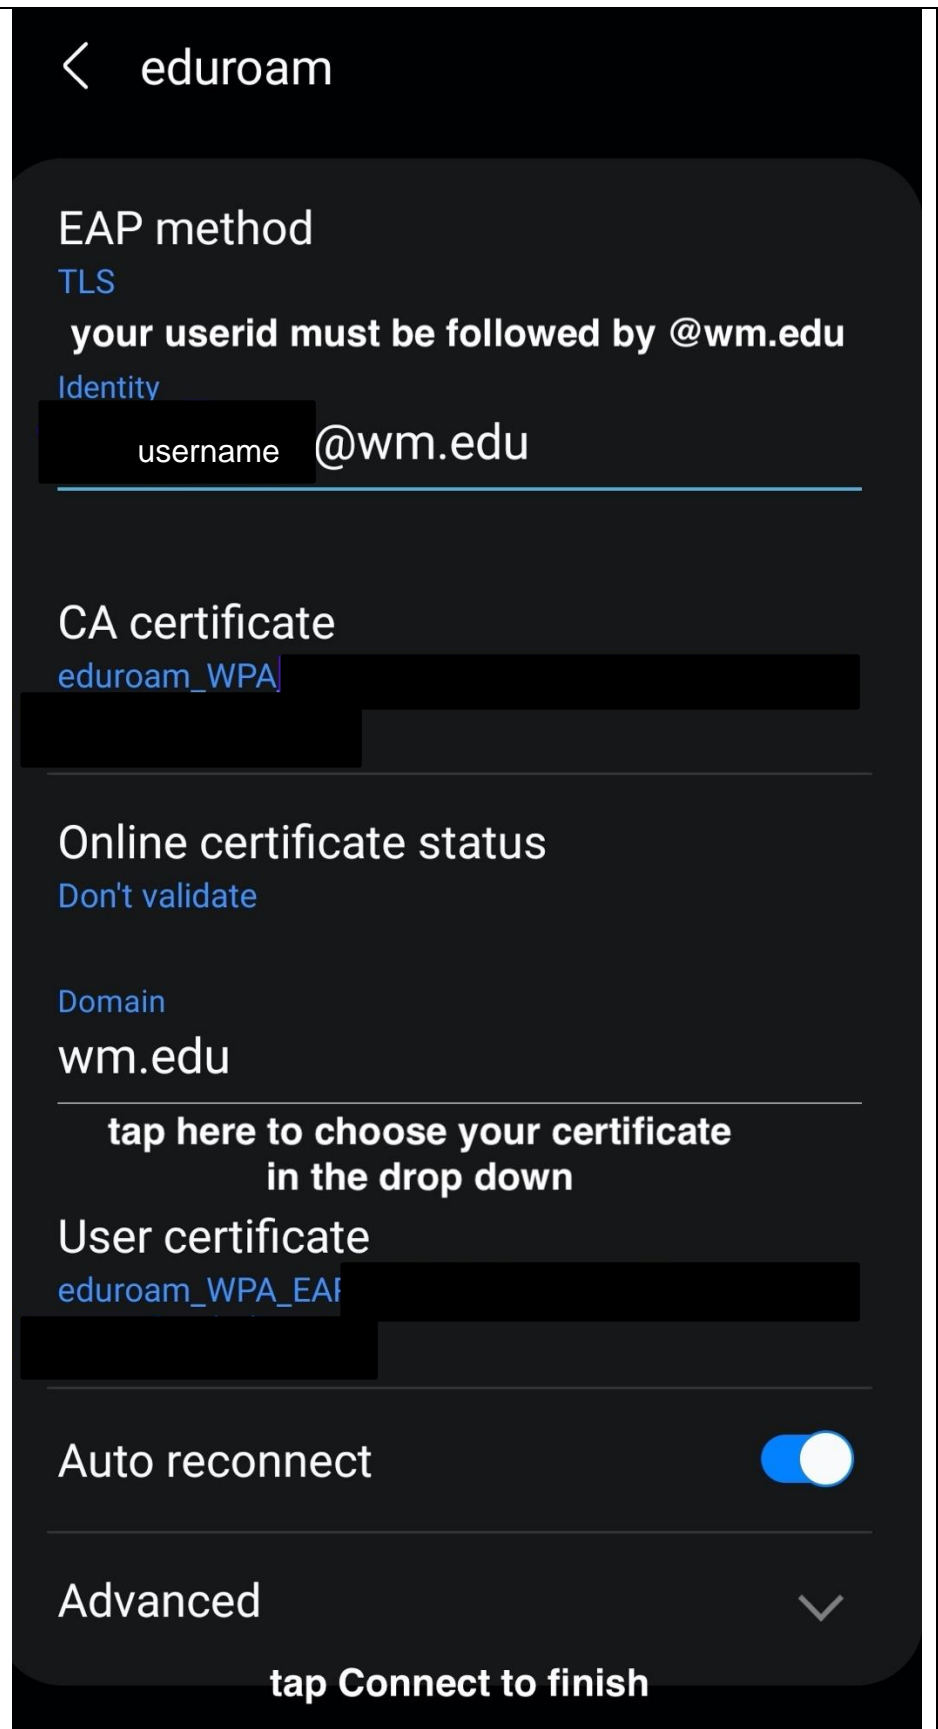 eduroam
EAP method
TLS
your userid must be followed by @wm.edu
Identity
username @wm.edu
CA certificate
eduroam_WPA
Online certificate status
Don't validate
Domain
wm.edu
tap here to choose your certificate
in the drop down
User certificate
eduroam_WPA_EAP
Auto reconnect
Advanced
tap Connect to finish